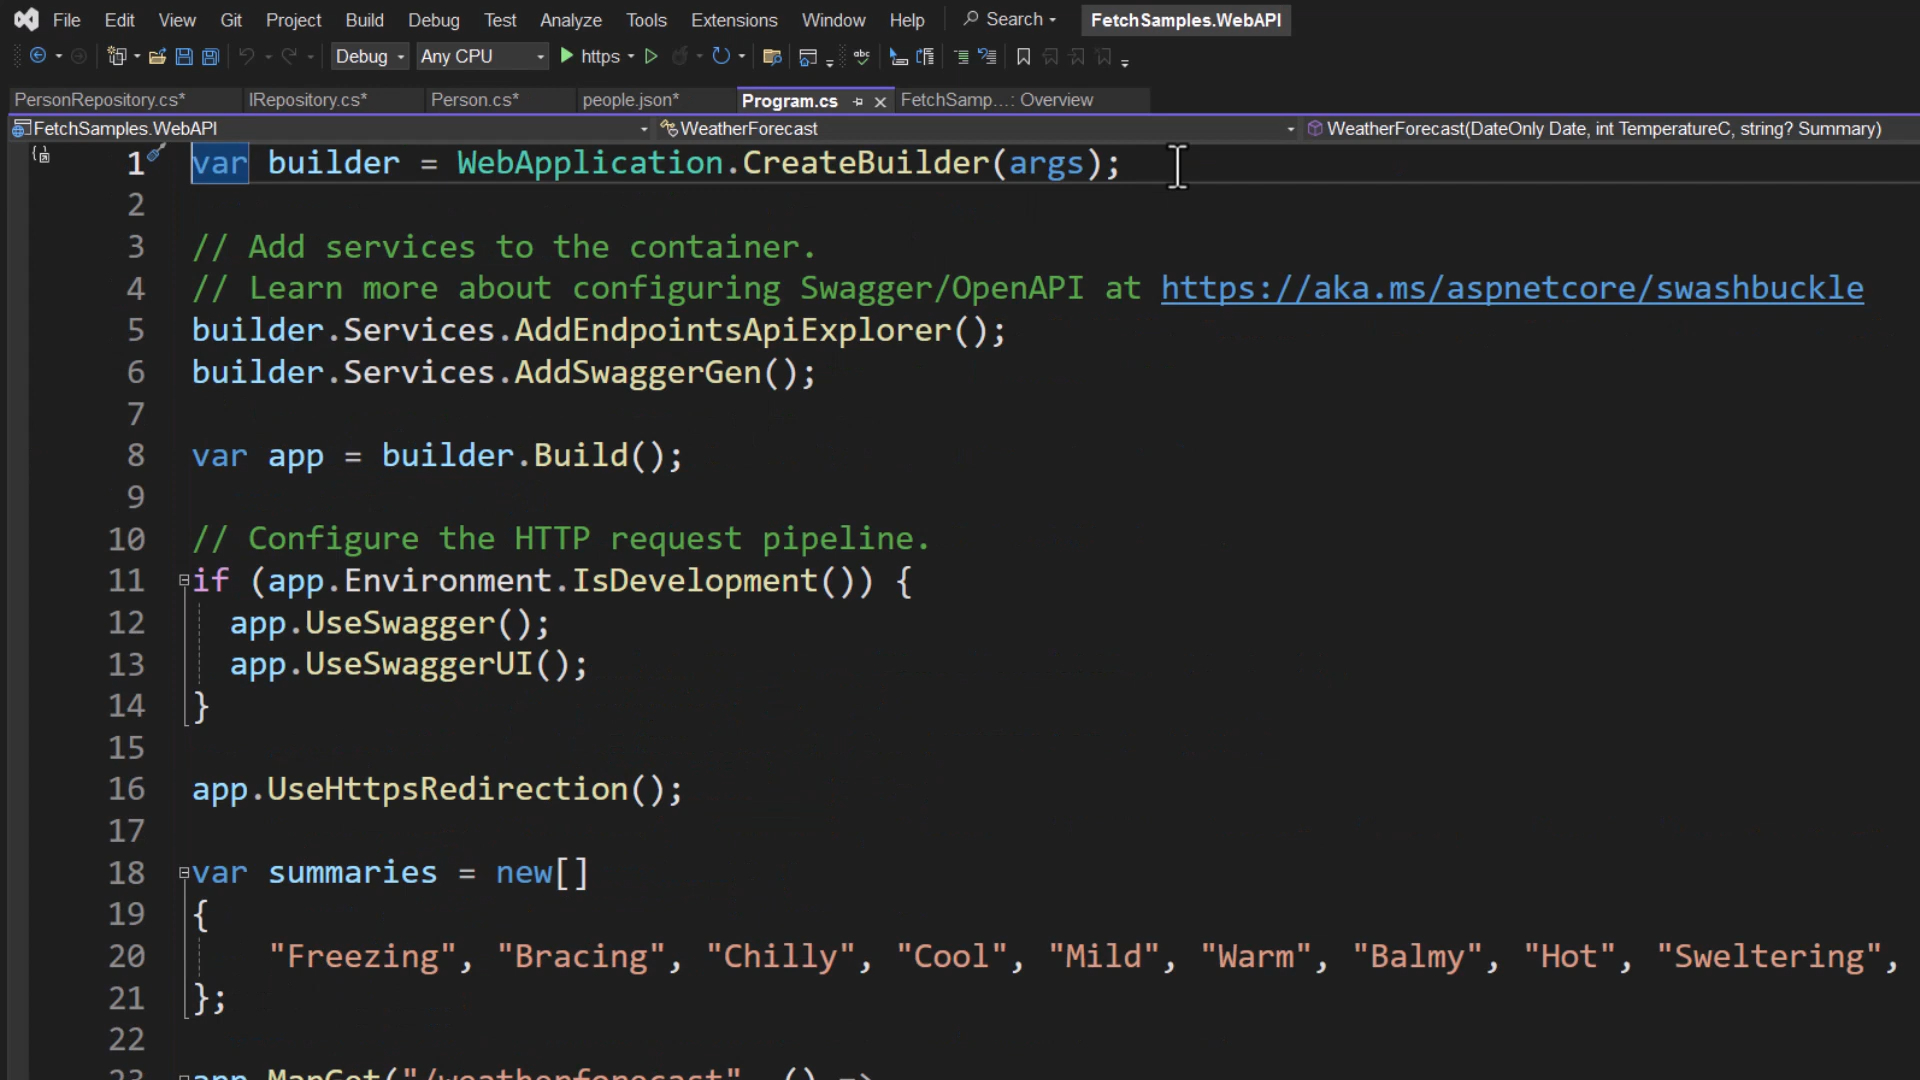 File Edit View Git Project Build Debug Test Analyze Tools Extensions Window Help Search FetchSamples.WebAPI
Debug Any CPU https
PersonRepository.cs* IRepository.cs* Person.cs* people.json* Program.cs FetchSamp...: Overview
FetchSamples.WebAPI WeatherForecast WeatherForecast(DateOnly Date, int TemperatureC, string? Summary)
1 var builder = WebApplication.CreateBuilder(args);
2
3 // Add services to the container.
4 // Learn more about configuring Swagger/OpenAPI at https://aka.ms/aspnetcore/swashbuckle
5 builder.Services.AddEndpointsApiExplorer();
6 builder.Services.AddSwaggerGen();
7
8 var app = builder.Build();
9
10 // Configure the HTTP request pipeline.
11 if (app.Environment.IsDevelopment()) {
12 app.UseSwagger();
13 app.UseSwaggerUI();
14 }
15
16 app.UseHttpsRedirection();
17
18 var summaries = new[]
19 {
20 "Freezing", "Bracing", "Chilly", "Cool", "Mild", "Warm", "Balmy", "Hot", "Sweltering",
21 };
22
23 app.MapGet("/weatherforecast", () =>